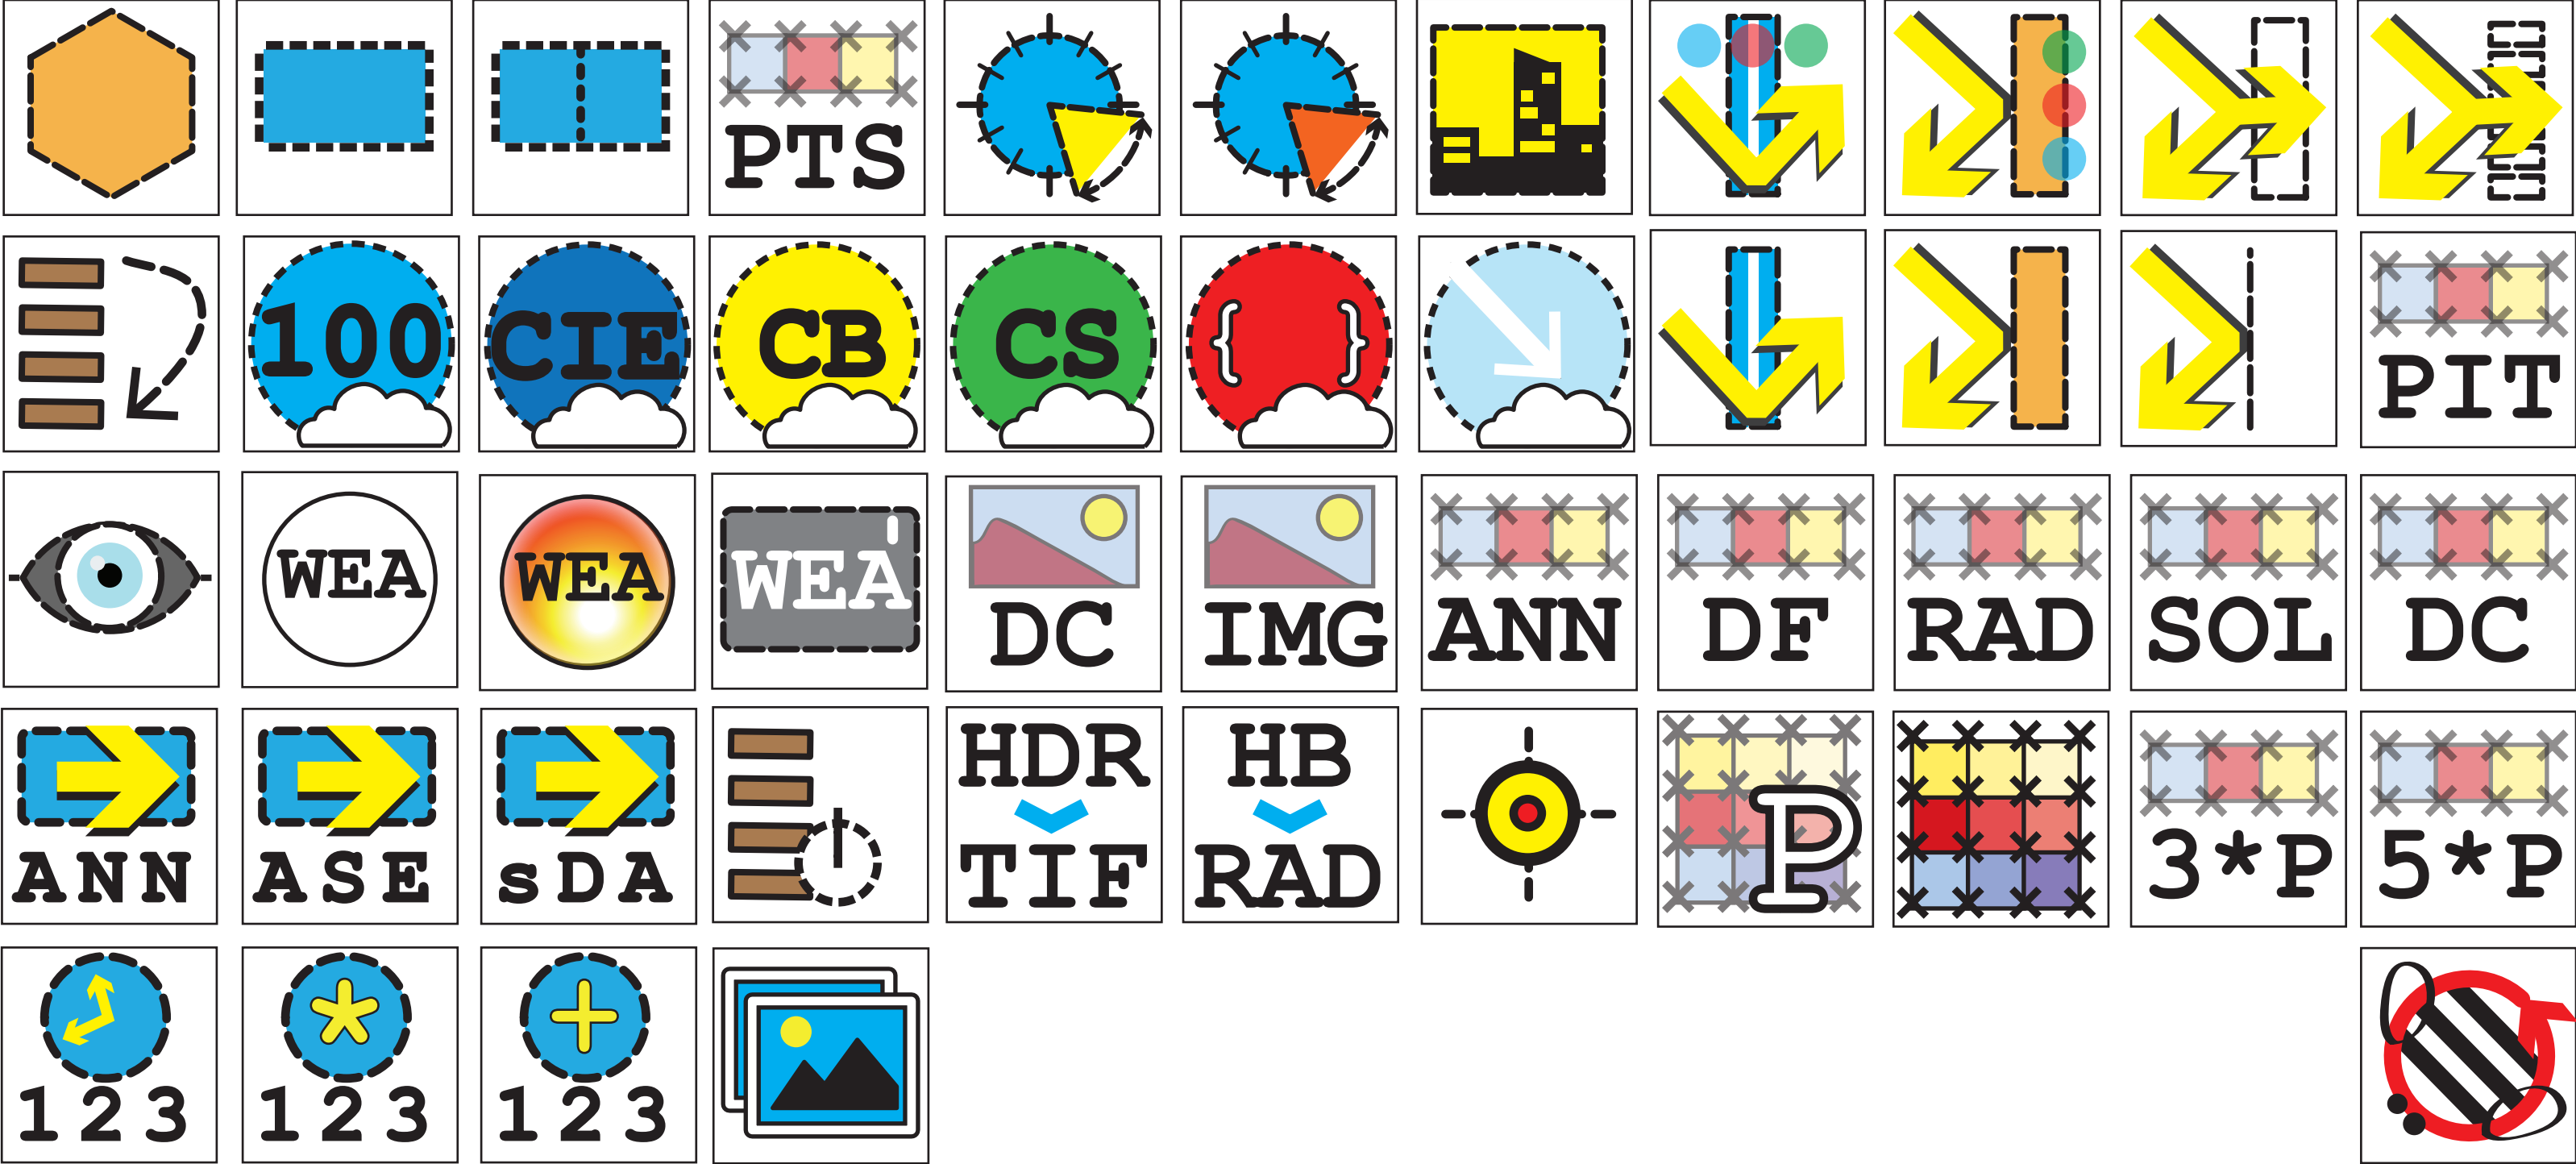 PTS
100
CIE
CB
CS
{ }
PIT
WEA
WEA
WEA
DC
IMG
ANN
DF
RAD
SOL
DC
ANN
ASE
sDA
HDR
TIF
HB
RAD
P
3*P
5*P
123
*
123
+
123